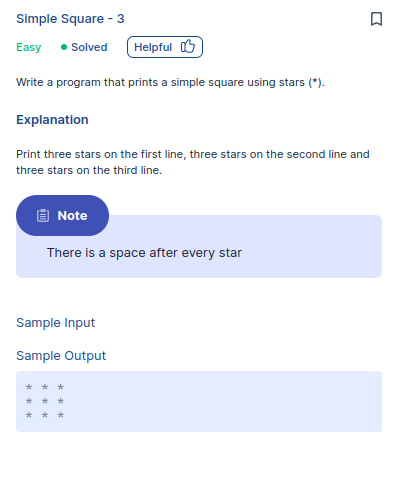 Simple Square - 3
Easy Solved Helpful
Write a program that prints a simple square using stars (*).
Explanation
Print three stars on the first line, three stars on the second line and
three stars on the third line.
Note
There is a space after every star
Sample Input
Sample Output
* * *
* * *
* * *